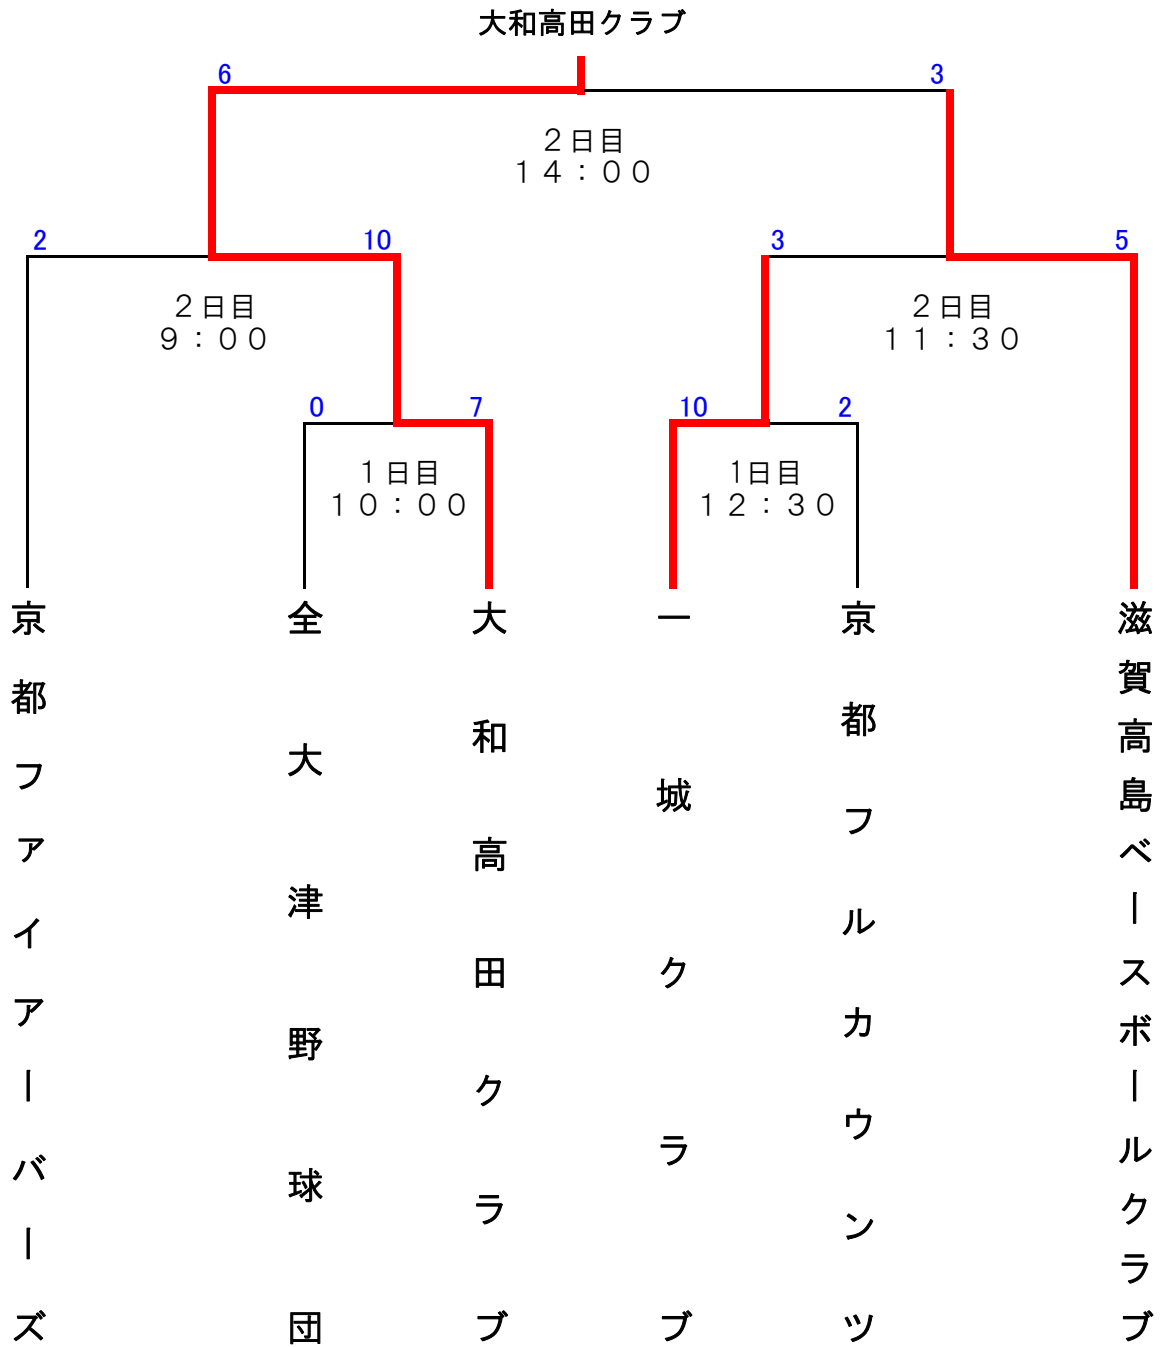 大和高田クラブ
6
3
２日目
１４：００
2
10
3
5
２日目
９：００
２日目
１１：３０
0
7
10
2
１日目
１０：００
1日目
１２：３０
京都ファイアーバーズ
全大津野球団
大和高田クラブ
一城クラブ
京都フルカウンツ
滋賀高島ベースボールクラブ